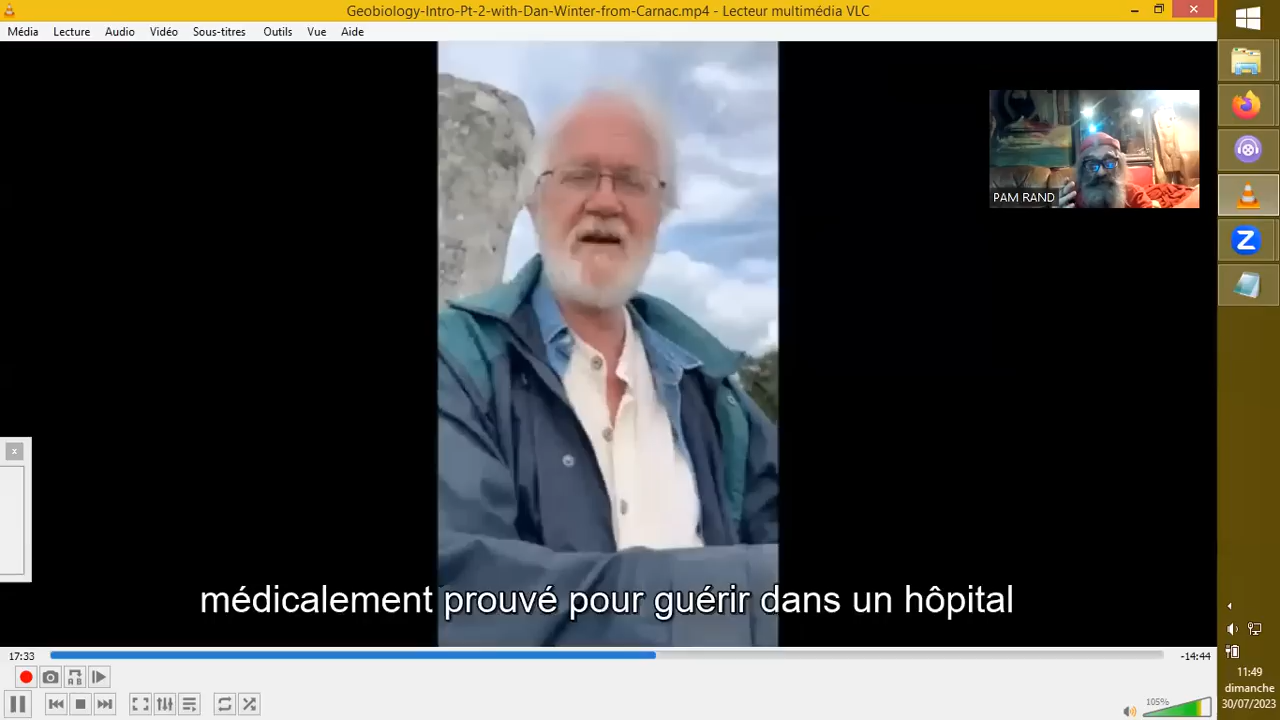 Geobiology-Intro-Pt-2-with-Dan-Winter-from-Carnac.mp4 - Lecteur multimédia VLC
Média Lecture Audio Vidéo Sous-titres Outils Vue Aide
PAM RAND
médicalement prouvé pour guérir dans un hôpital
17:33
-14:44
105%
11:49
dimanche
30/07/2023